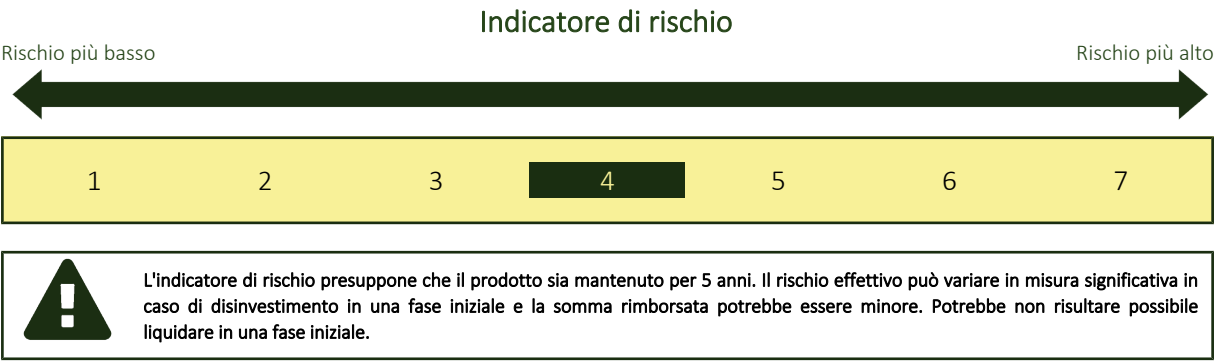 Indicatore di rischio
Rischio più basso
Rischio più alto
1 2 3 4 5 6 7
L'indicatore di rischio presuppone che il prodotto sia mantenuto per 5 anni. Il rischio effettivo può variare in misura significativa in
caso di disinvestimento in una fase iniziale e la somma rimborsata potrebbe essere minore. Potrebbe non risultare possibile
liquidare in una fase iniziale.